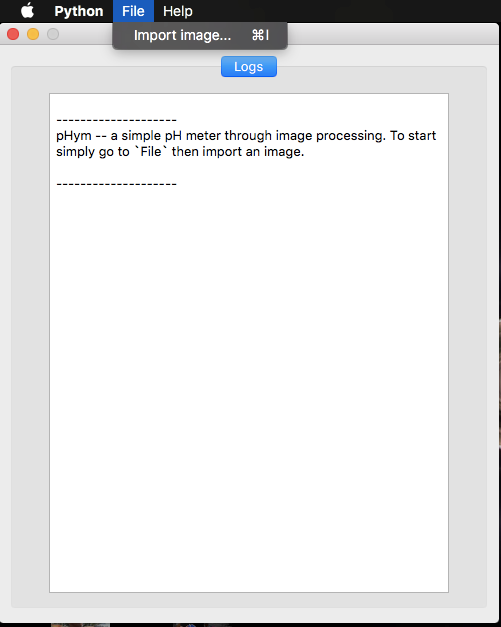 Python File Help
Import image... ⌘I
Logs
--------------------
pHym -- a simple pH meter through image processing. To start
simply go to `File` then import an image.
--------------------